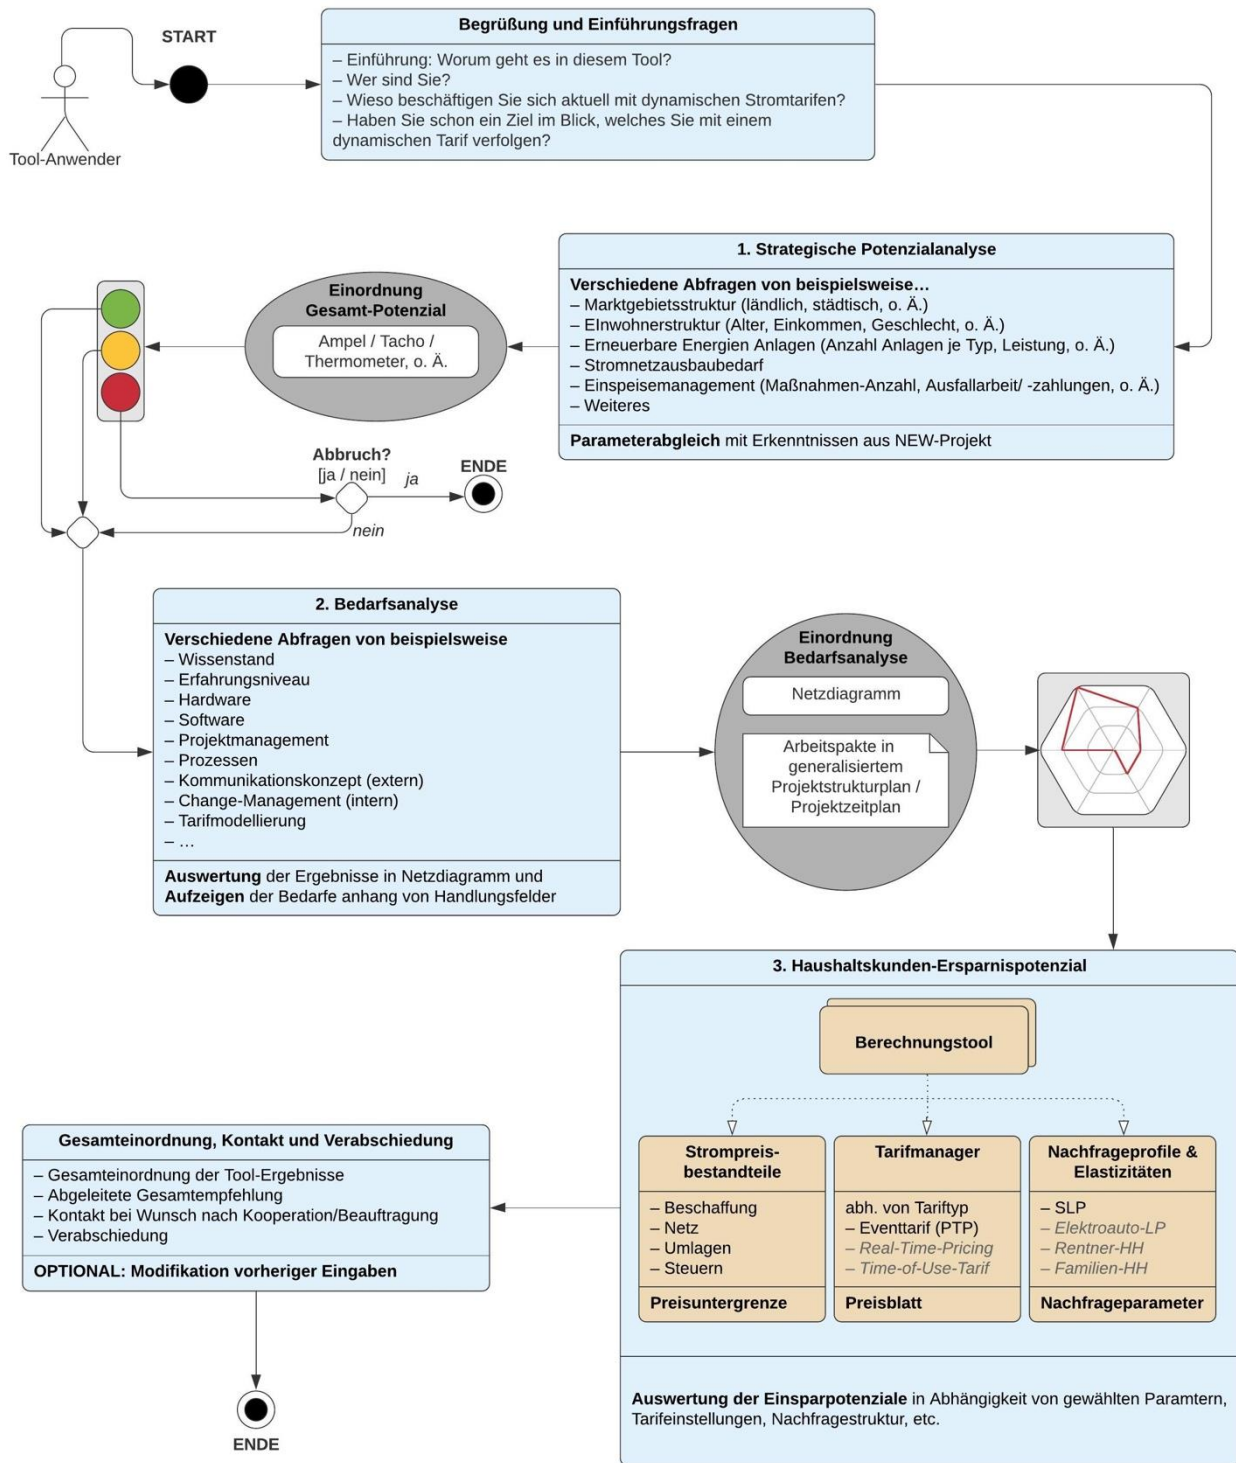 START
Tool-Anwender
Begrüßung und Einführungsfragen
– Einführung: Worum geht es in diesem Tool?
– Wer sind Sie?
– Wieso beschäftigen Sie sich aktuell mit dynamischen Stromtarifen?
– Haben Sie schon ein Ziel im Blick, welches Sie mit einem
dynamischen Tarif verfolgen?
1. Strategische Potenzialanalyse
Verschiedene Abfragen von beispielsweise…
– Marktgebietsstruktur (ländlich, städtisch, o. Ä.)
– EInwohnerstruktur (Alter, Einkommen, Geschlecht, o. Ä.)
– Erneuerbare Energien Anlagen (Anzahl Anlagen je Typ, Leistung, o. Ä.)
– Stromnetzausbaubedarf
– Einspeisemanagement (Maßnahmen-Anzahl, Ausfallarbeit/ -zahlungen, o. Ä.)
– Weiteres
Parameterabgleich mit Erkenntnissen aus NEW-Projekt
Einordnung
Gesamt-Potenzial
Ampel / Tacho /
Thermometer, o. Ä.
Abbruch?
[ja / nein]
ja
ENDE
nein
2. Bedarfsanalyse
Verschiedene Abfragen von beispielsweise
– Wissenstand
– Erfahrungsniveau
– Hardware
– Software
– Projektmanagement
– Prozessen
– Kommunikationskonzept (extern)
– Change-Management (intern)
– Tarifmodellierung
– …
Auswertung der Ergebnisse in Netzdiagramm und
Aufzeigen der Bedarfe anhang von Handlungsfelder
Einordnung
Bedarfsanalyse
Netzdiagramm
Arbeitspakte in
generalisiertem
Projektstrukturplan /
Projektzeitplan
3. Haushaltskunden-Ersparnispotenzial
Berechnungstool
Strompreis-
bestandteile
– Beschaffung
– Netz
– Umlagen
– Steuern
Preisuntergrenze
Tarifmanager
abh. von Tariftyp
– Eventtarif (PTP)
– Real-Time-Pricing
– Time-of-Use-Tarif
Preisblatt
Nachfrageprofile &
Elastizitäten
– SLP
– Elektroauto-LP
– Rentner-HH
– Familien-HH
Nachfrageparameter
Auswertung der Einsparpotenziale in Abhängigkeit von gewählten Paramtern,
Tarifeinstellungen, Nachfragestruktur, etc.
Gesamteinordnung, Kontakt und Verabschiedung
– Gesamteinordnung der Tool-Ergebnisse
– Abgeleitete Gesamtempfehlung
– Kontakt bei Wunsch nach Kooperation/Beauftragung
– Verabschiedung
OPTIONAL: Modifikation vorheriger Eingaben
ENDE